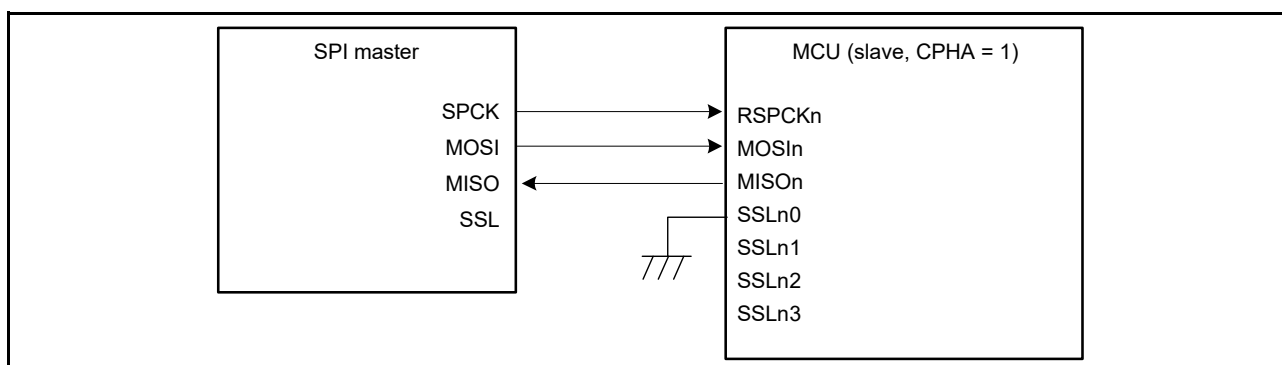 SPI master
SPCK
MOSI
MISO
SSL
MCU (slave, CPHA = 1)
RSPCKn
MOSIn
MISOn
SSLn0
SSLn1
SSLn2
SSLn3